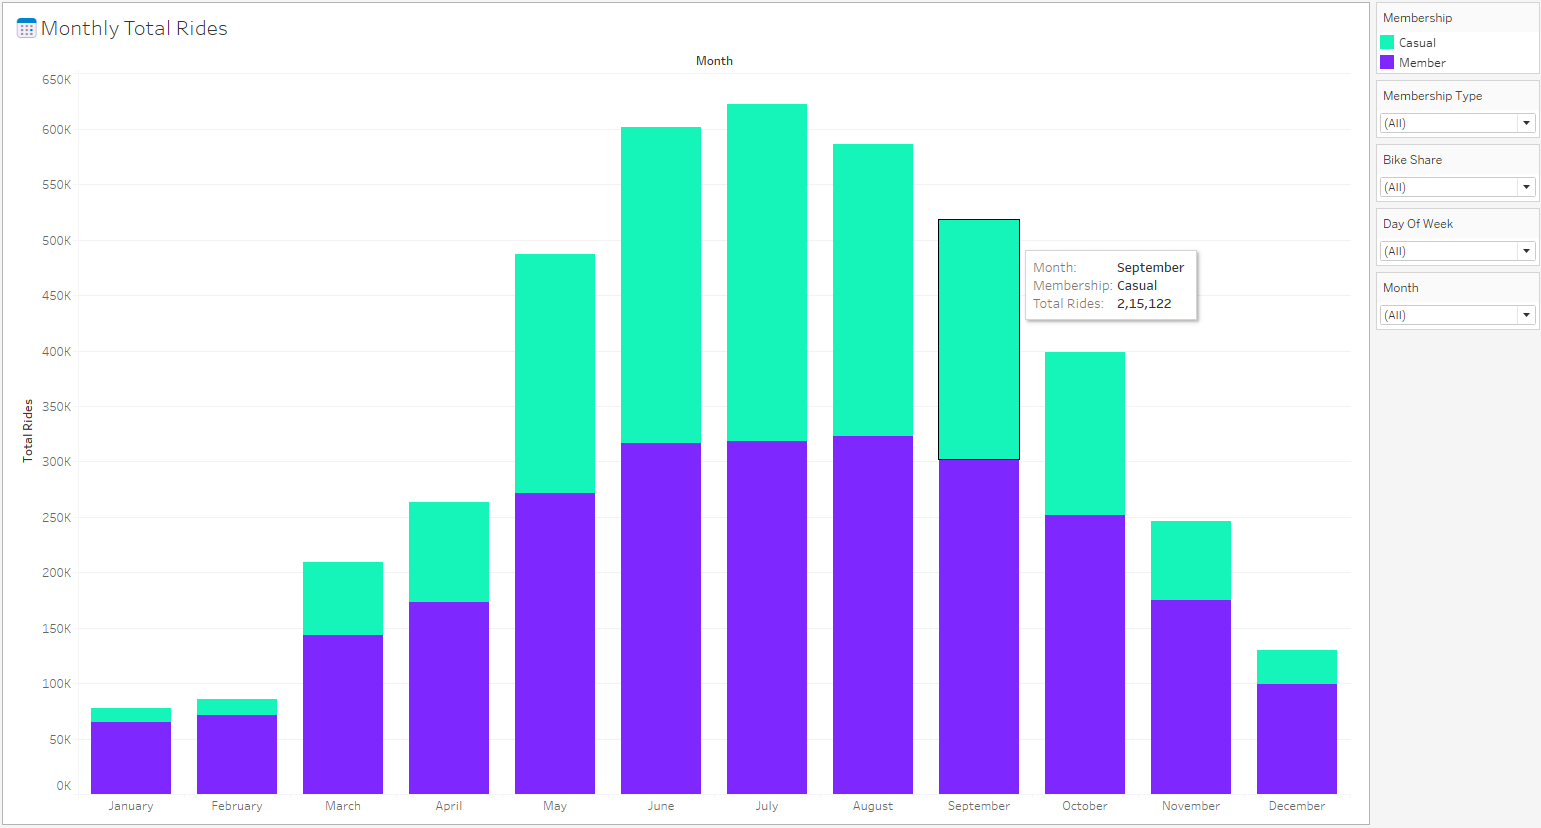 Monthly Total Rides
Month
Total Rides
650K
600K
550K
500K
450K
400K
350K
300K
250K
200K
150K
100K
50K
0K
January February March April May June July August September October November December
Month: September
Membership: Casual
Total Rides: 2,15,122
Membership
Casual
Member
Membership Type
(All)
Bike Share
(All)
Day Of Week
(All)
Month
(All)